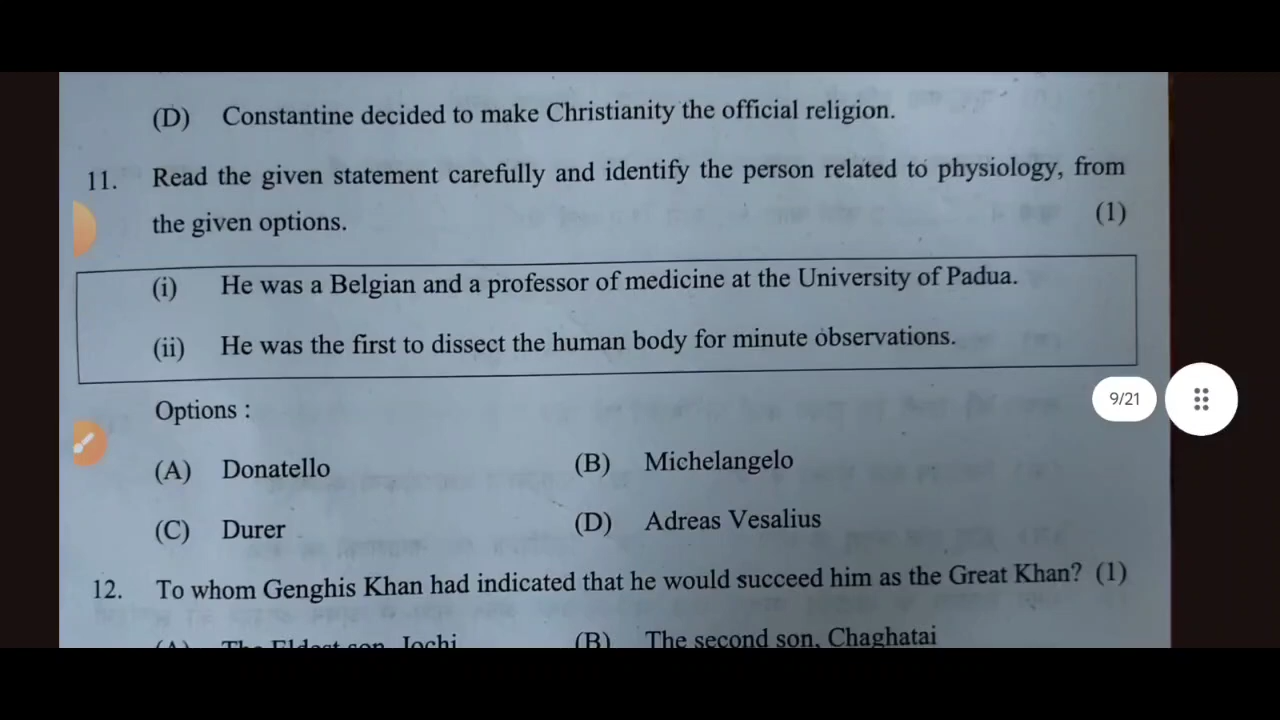 (D) Constantine decided to make Christianity the official religion.
11. Read the given statement carefully and identify the person related to physiology, from
the given options. (1)
(i) He was a Belgian and a professor of medicine at the University of Padua.
(ii) He was the first to dissect the human body for minute observations.
Options :
9/21
(A) Donatello (B) Michelangelo
(C) Durer (D) Adreas Vesalius
12. To whom Genghis Khan had indicated that he would succeed him as the Great Khan? (1)
(A) The Eldest son, Jochi (B) The second son, Chaghatai